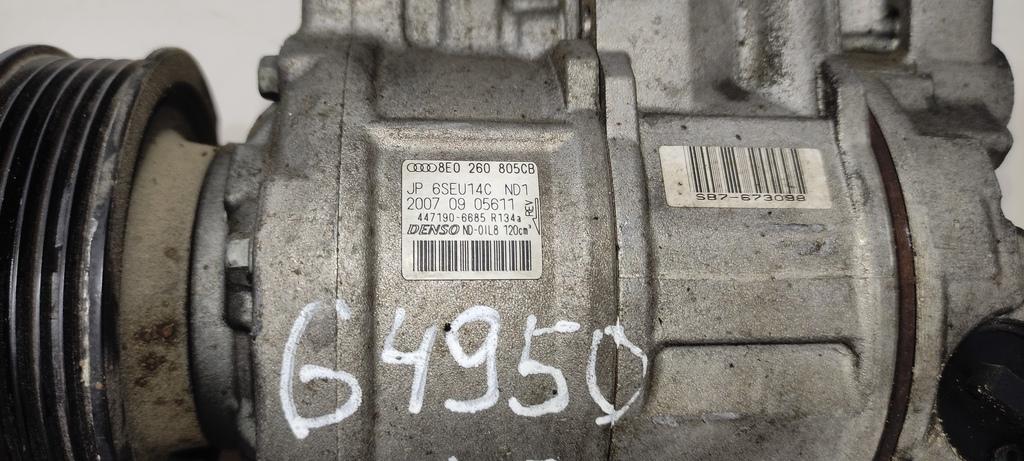 8E0 260 805CB
JP 6SEU14C ND1
2007 09 05611
REV
447190-6685 R134a
DENSO ND-OIL8 120cm³
S87-673098
G4950